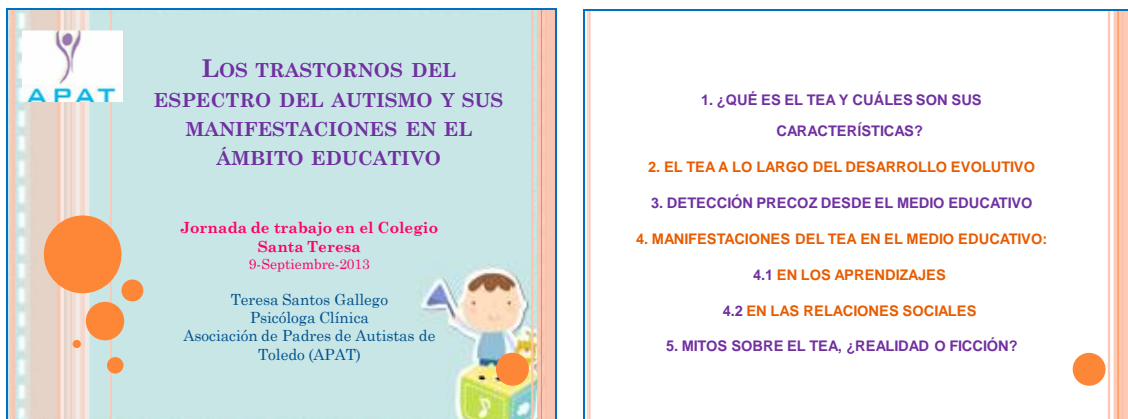 APAT
LOS TRASTORNOS DEL
ESPECTRO DEL AUTISMO Y SUS
MANIFESTACIONES EN EL
ÁMBITO EDUCATIVO
Jornada de trabajo en el Colegio
Santa Teresa
9-Septiembre-2013
Teresa Santos Gallego
Psicóloga Clínica
Asociación de Padres de Autistas de
Toledo (APAT)
1. ¿QUÉ ES EL TEA Y CUÁLES SON SUS
CARACTERÍSTICAS?
2. EL TEA A LO LARGO DEL DESARROLLO EVOLUTIVO
3. DETECCIÓN PRECOZ DESDE EL MEDIO EDUCATIVO
4. MANIFESTACIONES DEL TEA EN EL MEDIO EDUCATIVO:
4.1 EN LOS APRENDIZAJES
4.2 EN LAS RELACIONES SOCIALES
5. MITOS SOBRE EL TEA, ¿REALIDAD O FICCIÓN?